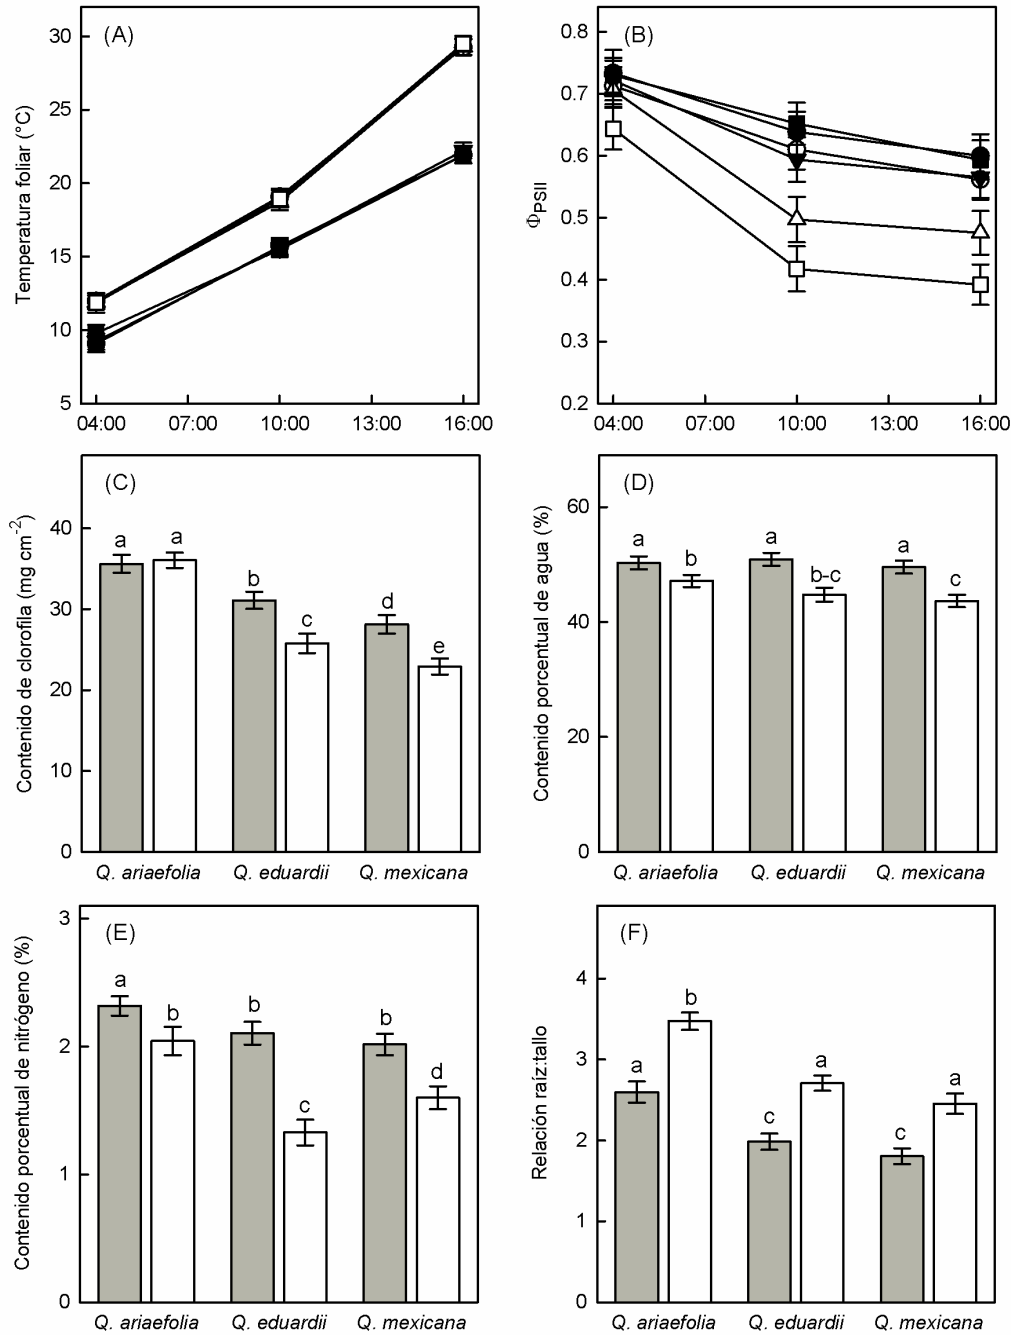 (A)
Temperatura foliar (°C)
30
25
20
15
10
5
04:00 07:00 10:00 13:00 16:00
(B)
ΦPSII
0.8
0.7
0.6
0.5
0.4
0.3
0.2
04:00 07:00 10:00 13:00 16:00
(C)
Contenido de clorofila (mg cm-2)
40
30
20
10
0
a a b c d e
Q. ariaefolia Q. eduardii Q. mexicana
(D)
Contenido porcentual de agua (%)
60
40
20
0
a b a b-c a c
Q. ariaefolia Q. eduardii Q. mexicana
(E)
Contenido porcentual de nitrógeno (%)
3
2
1
0
a b b c b d
Q. ariaefolia Q. eduardii Q. mexicana
(F)
Relación raíz:tallo
4
3
2
1
0
a b c a c a
Q. ariaefolia Q. eduardii Q. mexicana